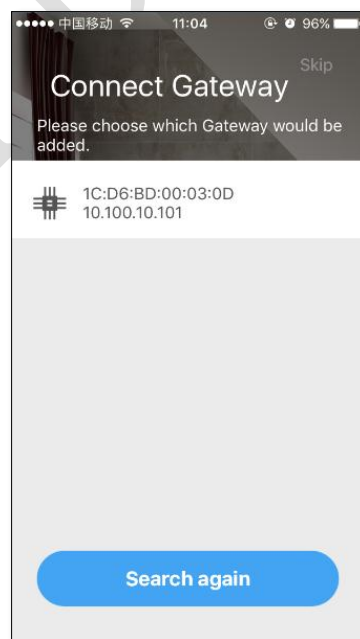 中国移动 11:04 96%
Skip
Connect Gateway
Please choose which Gateway would be
added.
1C:D6:BD:00:03:0D
10.100.10.101
Search again